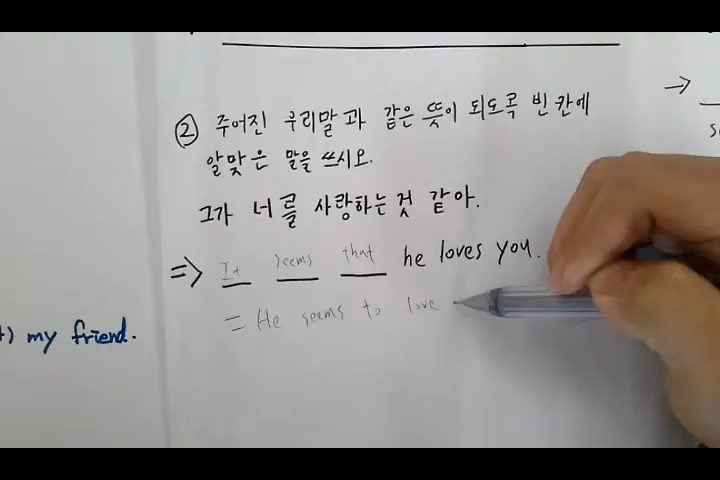 ② 주어진 우리말과 같은 뜻이 되도록 빈 칸에
알맞은 말을 쓰시오.
그가 너를 사랑하는것 같아.
⇒ It seems that he loves you.
= He seems to love
my friend.
→